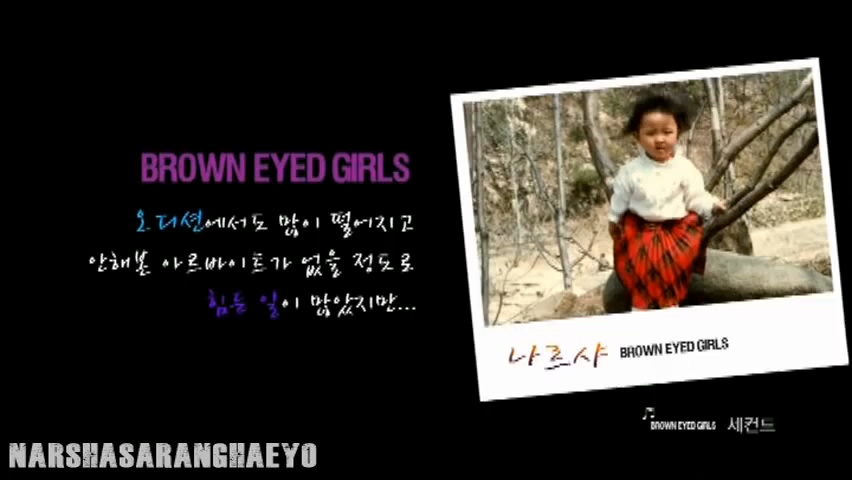 BROWN EYED GIRLS
오디션에서도 많이 떨어지고
안해본 아르바이트가 없을 정도로
힘든 일이 많았지만...
나르샤 BROWN EYED GIRLS
BROWN EYED GIRLS 세컨드
NARSHASARANGHAEYO